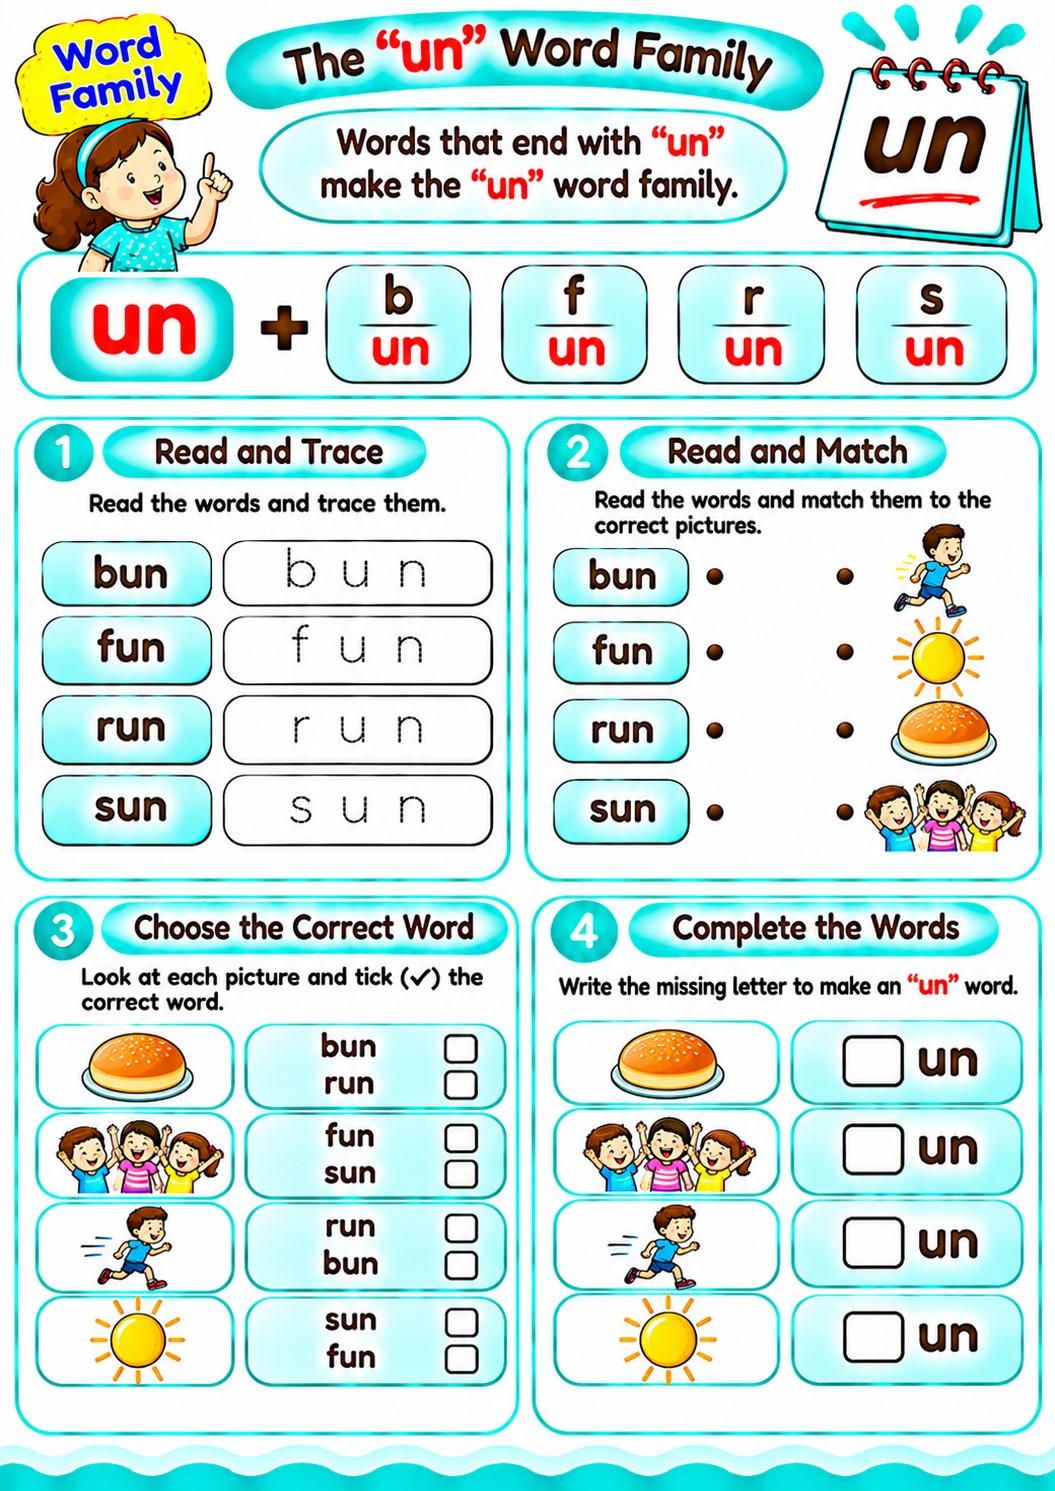 Word
Family
The “un” Word Family
Words that end with “un”
make the “un” word family.
un
un + b f r s
un un un un
1 Read and Trace
Read the words and trace them.
bun b u n
fun f u n
run r u n
sun s u n
2 Read and Match
Read the words and match them to the
correct pictures.
bun
fun
run
sun
3 Choose the Correct Word
Look at each picture and tick (✓) the
correct word.
bun
run
fun
sun
run
bun
sun
fun
4 Complete the Words
Write the missing letter to make an “un” word.
un
un
un
un